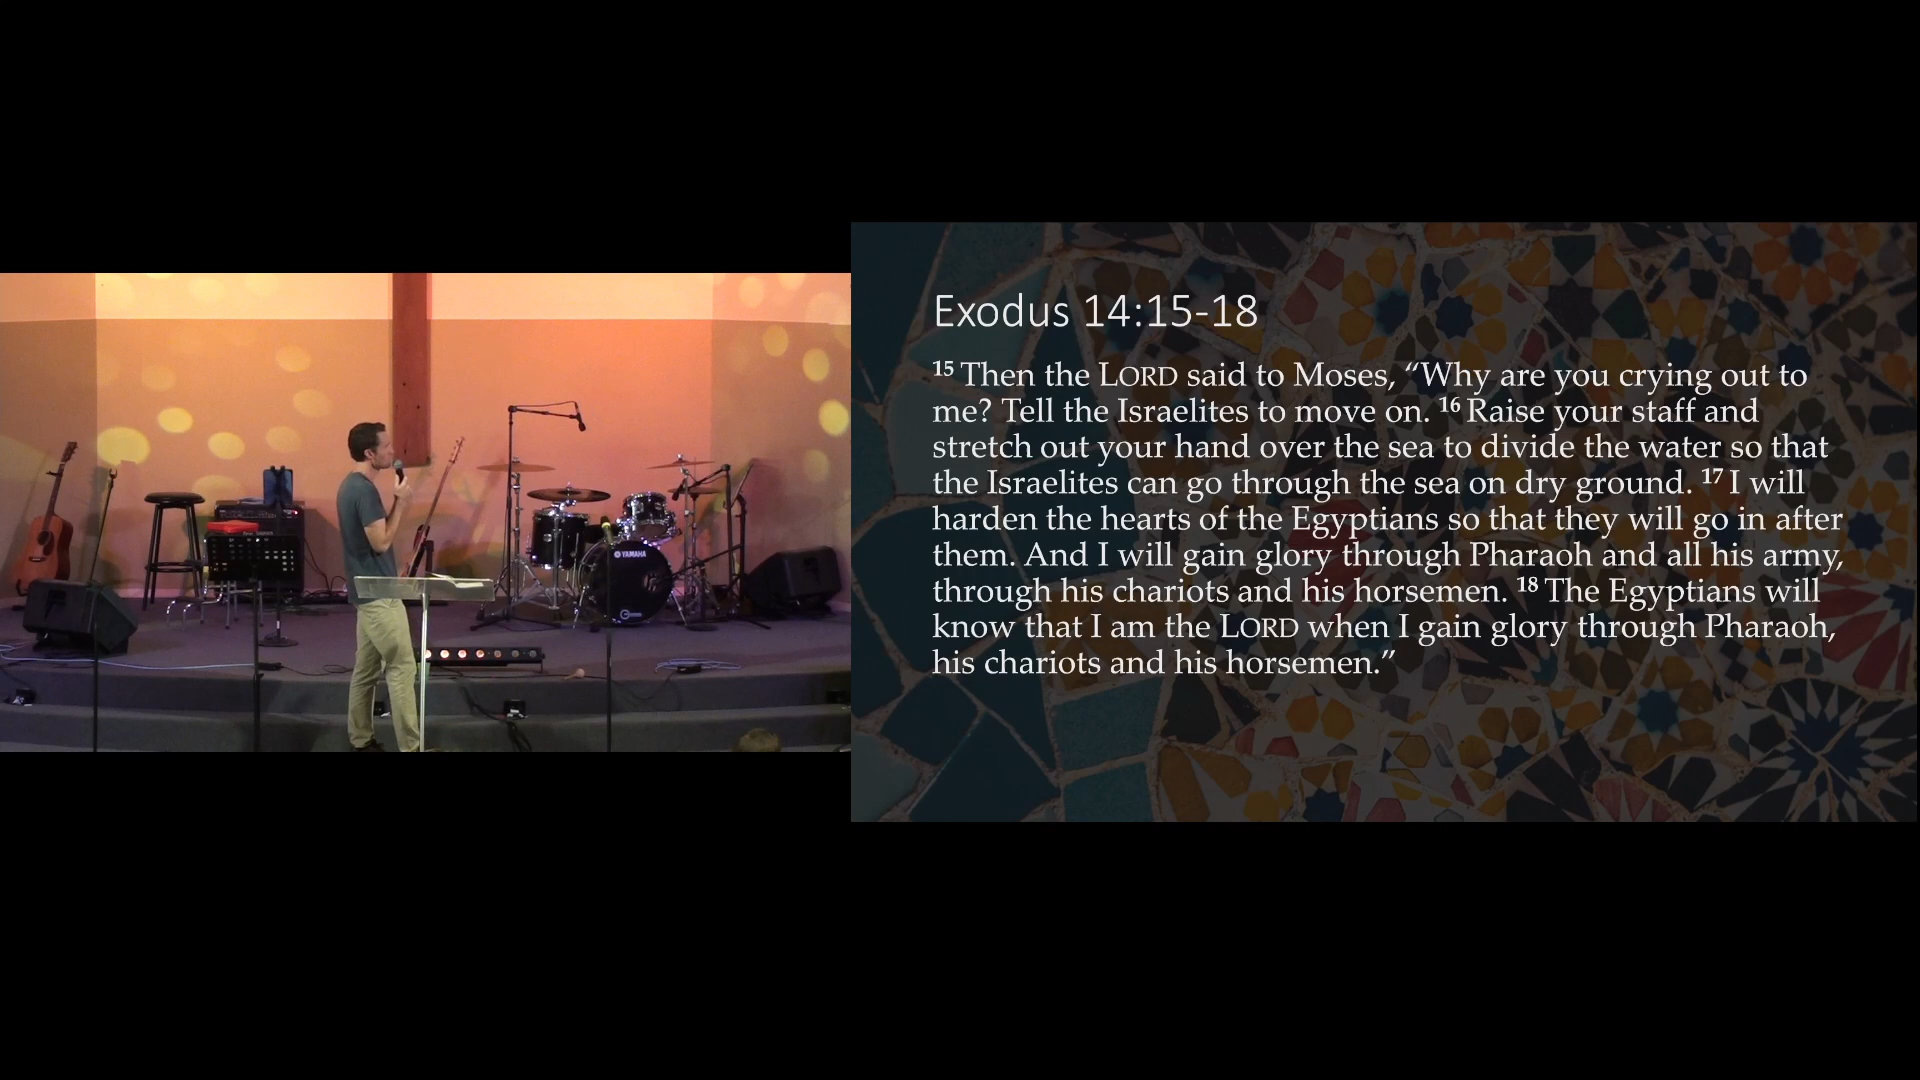 Exodus 14:15-18
15 Then the LORD said to Moses, “Why are you crying out to
me? Tell the Israelites to move on. 16 Raise your staff and
stretch out your hand over the sea to divide the water so that
the Israelites can go through the sea on dry ground. 17 I will
harden the hearts of the Egyptians so that they will go in after
them. And I will gain glory through Pharaoh and all his army,
through his chariots and his horsemen. 18 The Egyptians will
know that I am the LORD when I gain glory through Pharaoh,
his chariots and his horsemen.”
YAMAHA